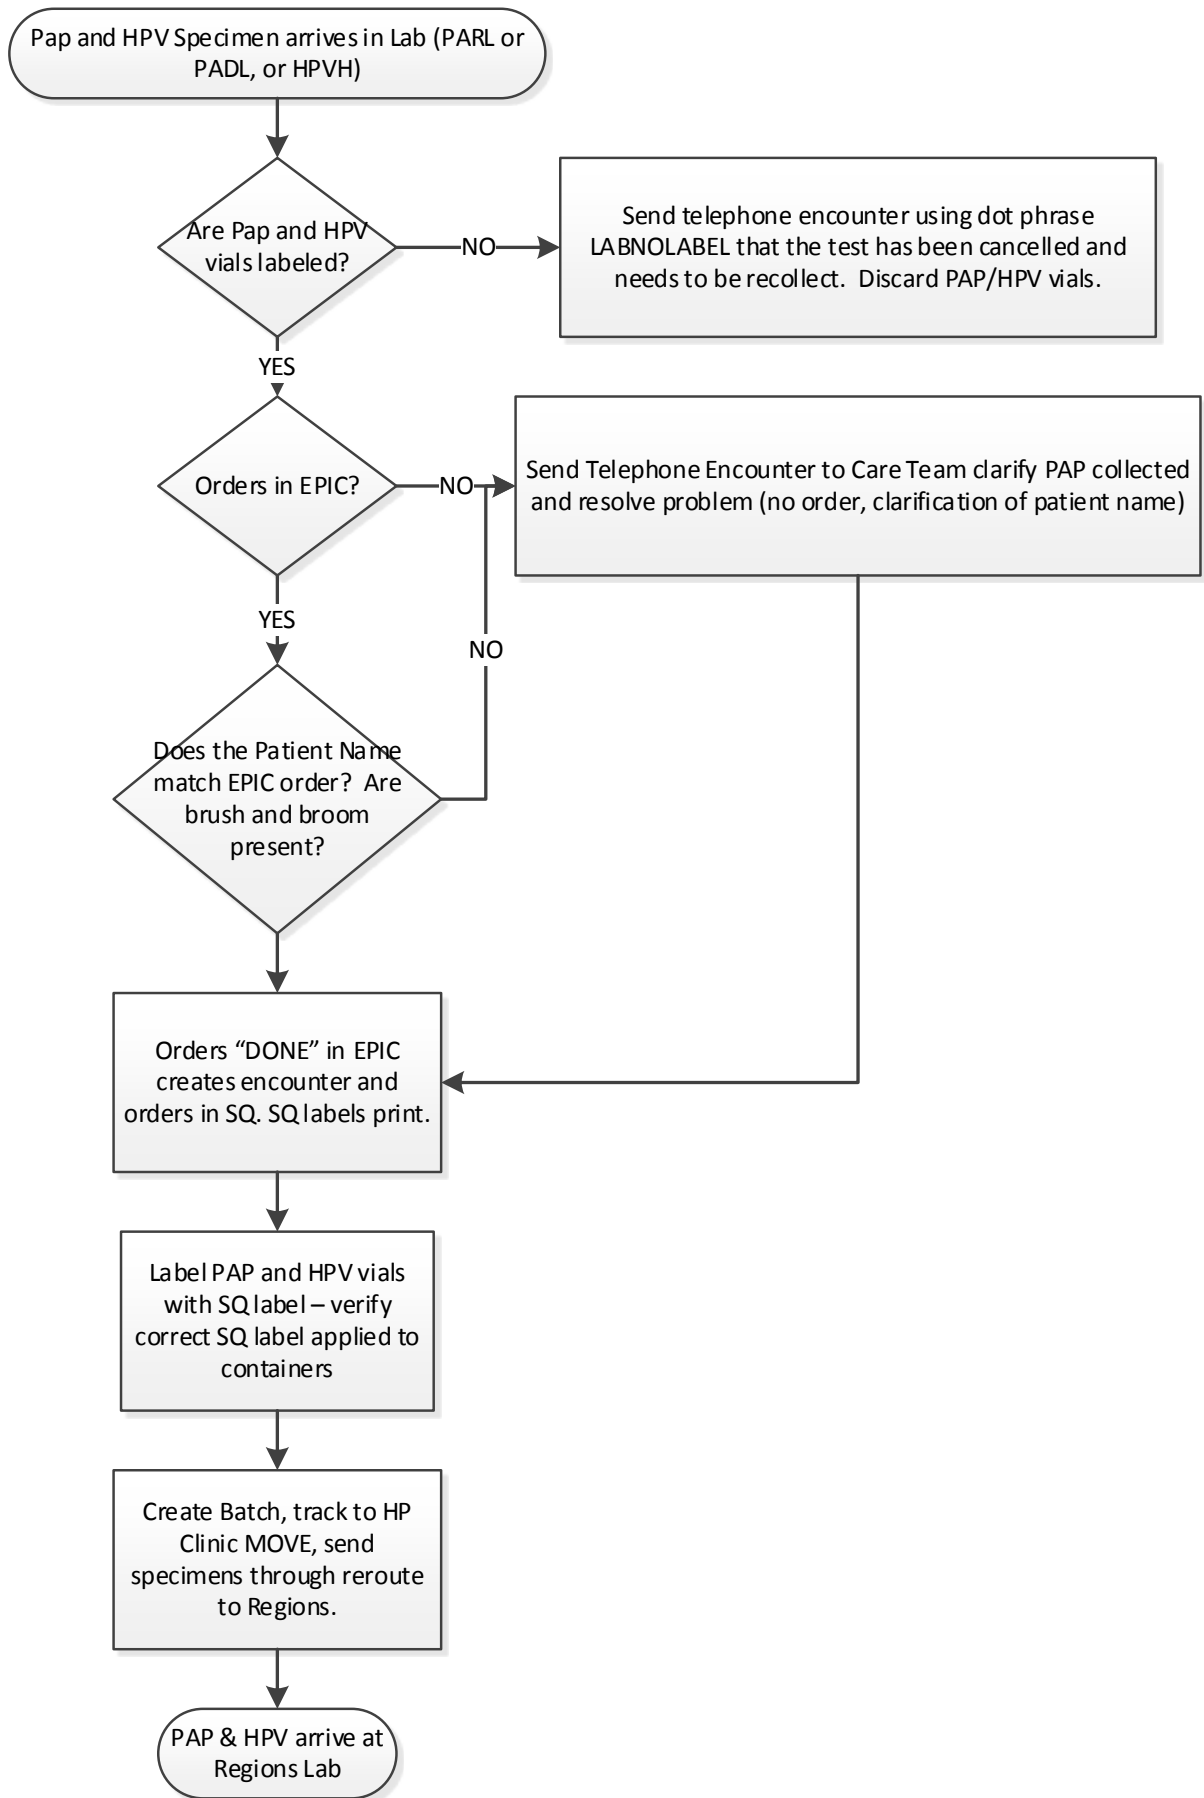 Pap and HPV Specimen arrives in Lab (PARL or
PADL, or HPVH)
Are Pap and HPV
vials labeled?
NO
Send telephone encounter using dot phrase
LABNOLABEL that the test has been cancelled and
needs to be recollect.  Discard PAP/HPV vials.
YES
Orders in EPIC?
NO
Send Telephone Encounter to Care Team clarify PAP collected
and resolve problem (no order, clarification of patient name)
YES
NO
Does the Patient Name
match EPIC order?  Are
brush and broom
present?
Orders “DONE” in EPIC
creates encounter and
orders in SQ. SQ labels print.
Label PAP and HPV vials
with SQ label – verify
correct SQ label applied to
containers
Create Batch, track to HP
Clinic MOVE, send
specimens through reroute
to Regions.
PAP & HPV arrive at
Regions Lab